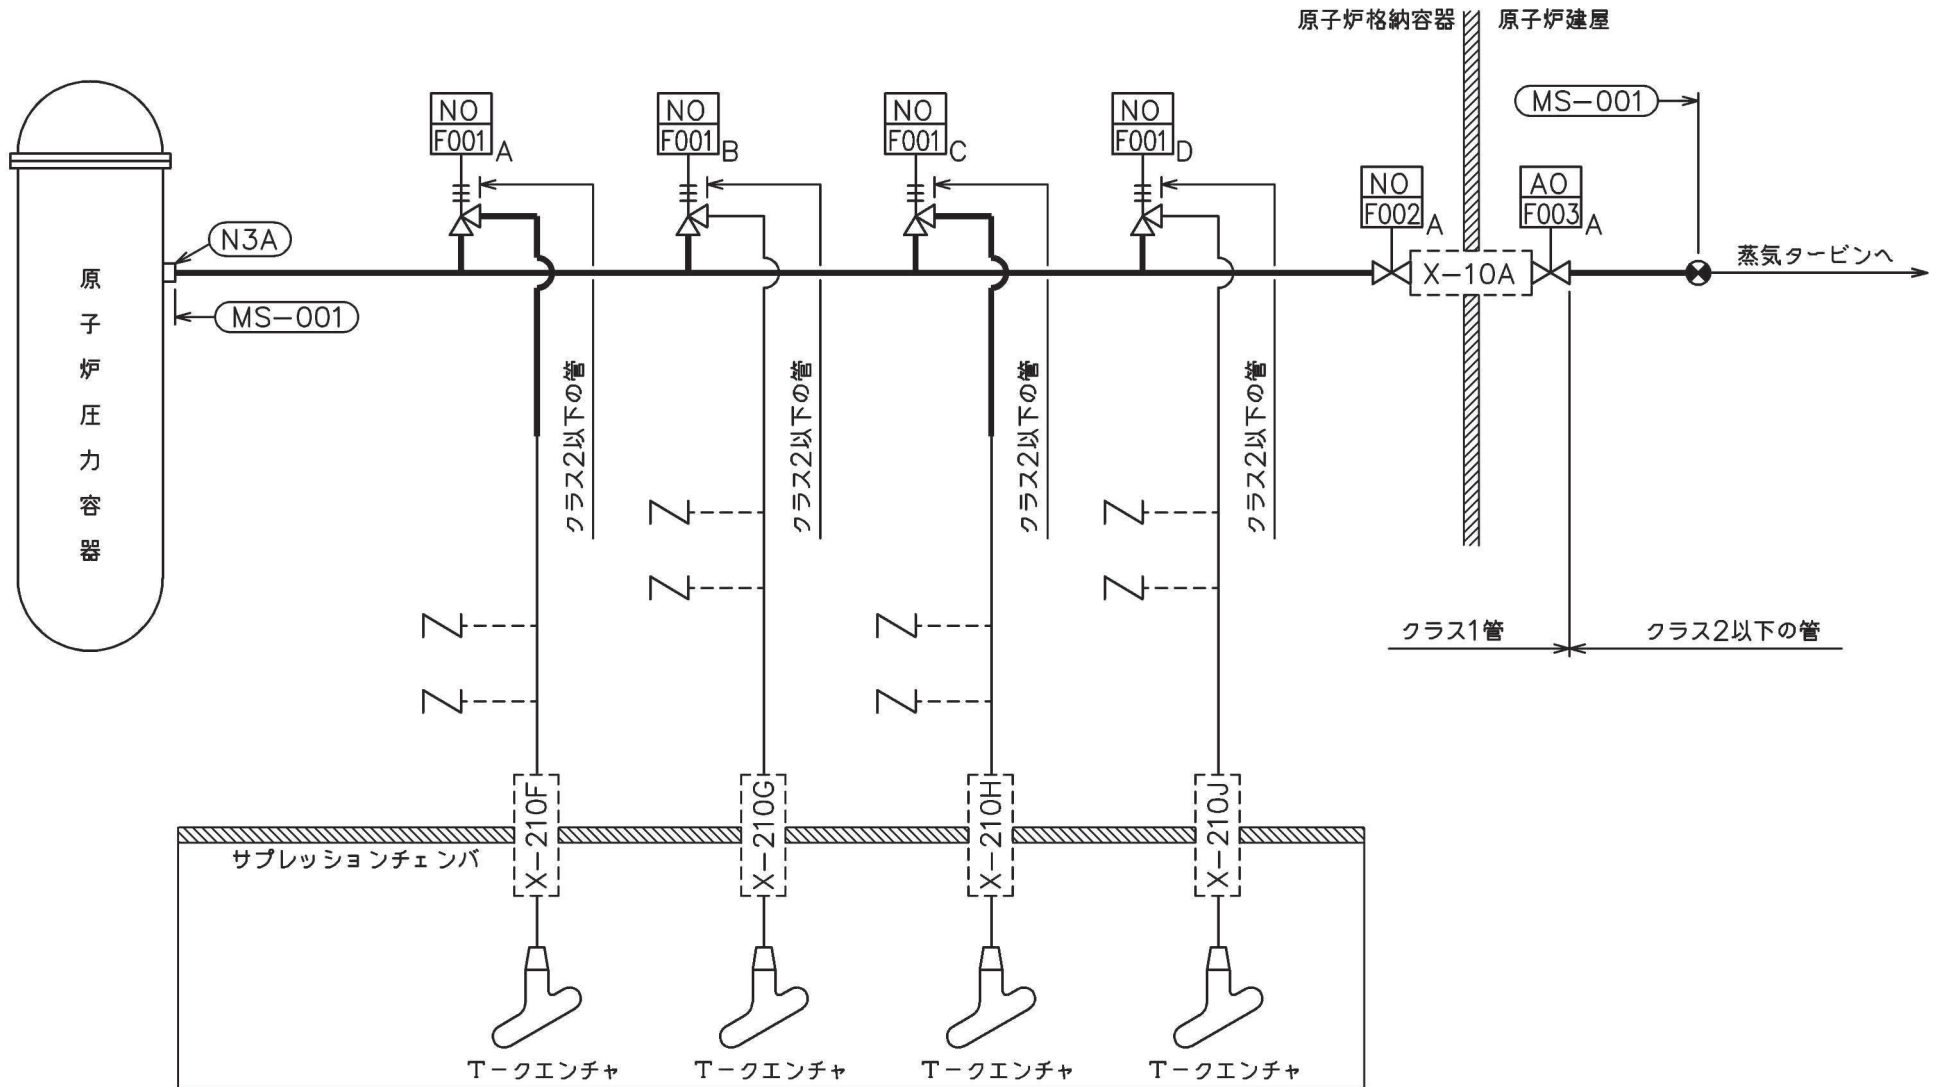 原子炉格納容器
原子炉建屋
NO
F001
A
NO
F001
B
NO
F001
C
NO
F001
D
MS-001
NO
F002
A
AO
F003
A
N3A
X-10A
蒸気タービンへ
MS-001
原子炉圧力容器
クラス2以下の管
クラス2以下の管
クラス2以下の管
クラス2以下の管
クラス1管
クラス2以下の管
X-210F
X-210G
X-210H
X-210J
サプレッションチェンバ
T-クエンチャ
T-クエンチャ
T-クエンチャ
T-クエンチャ